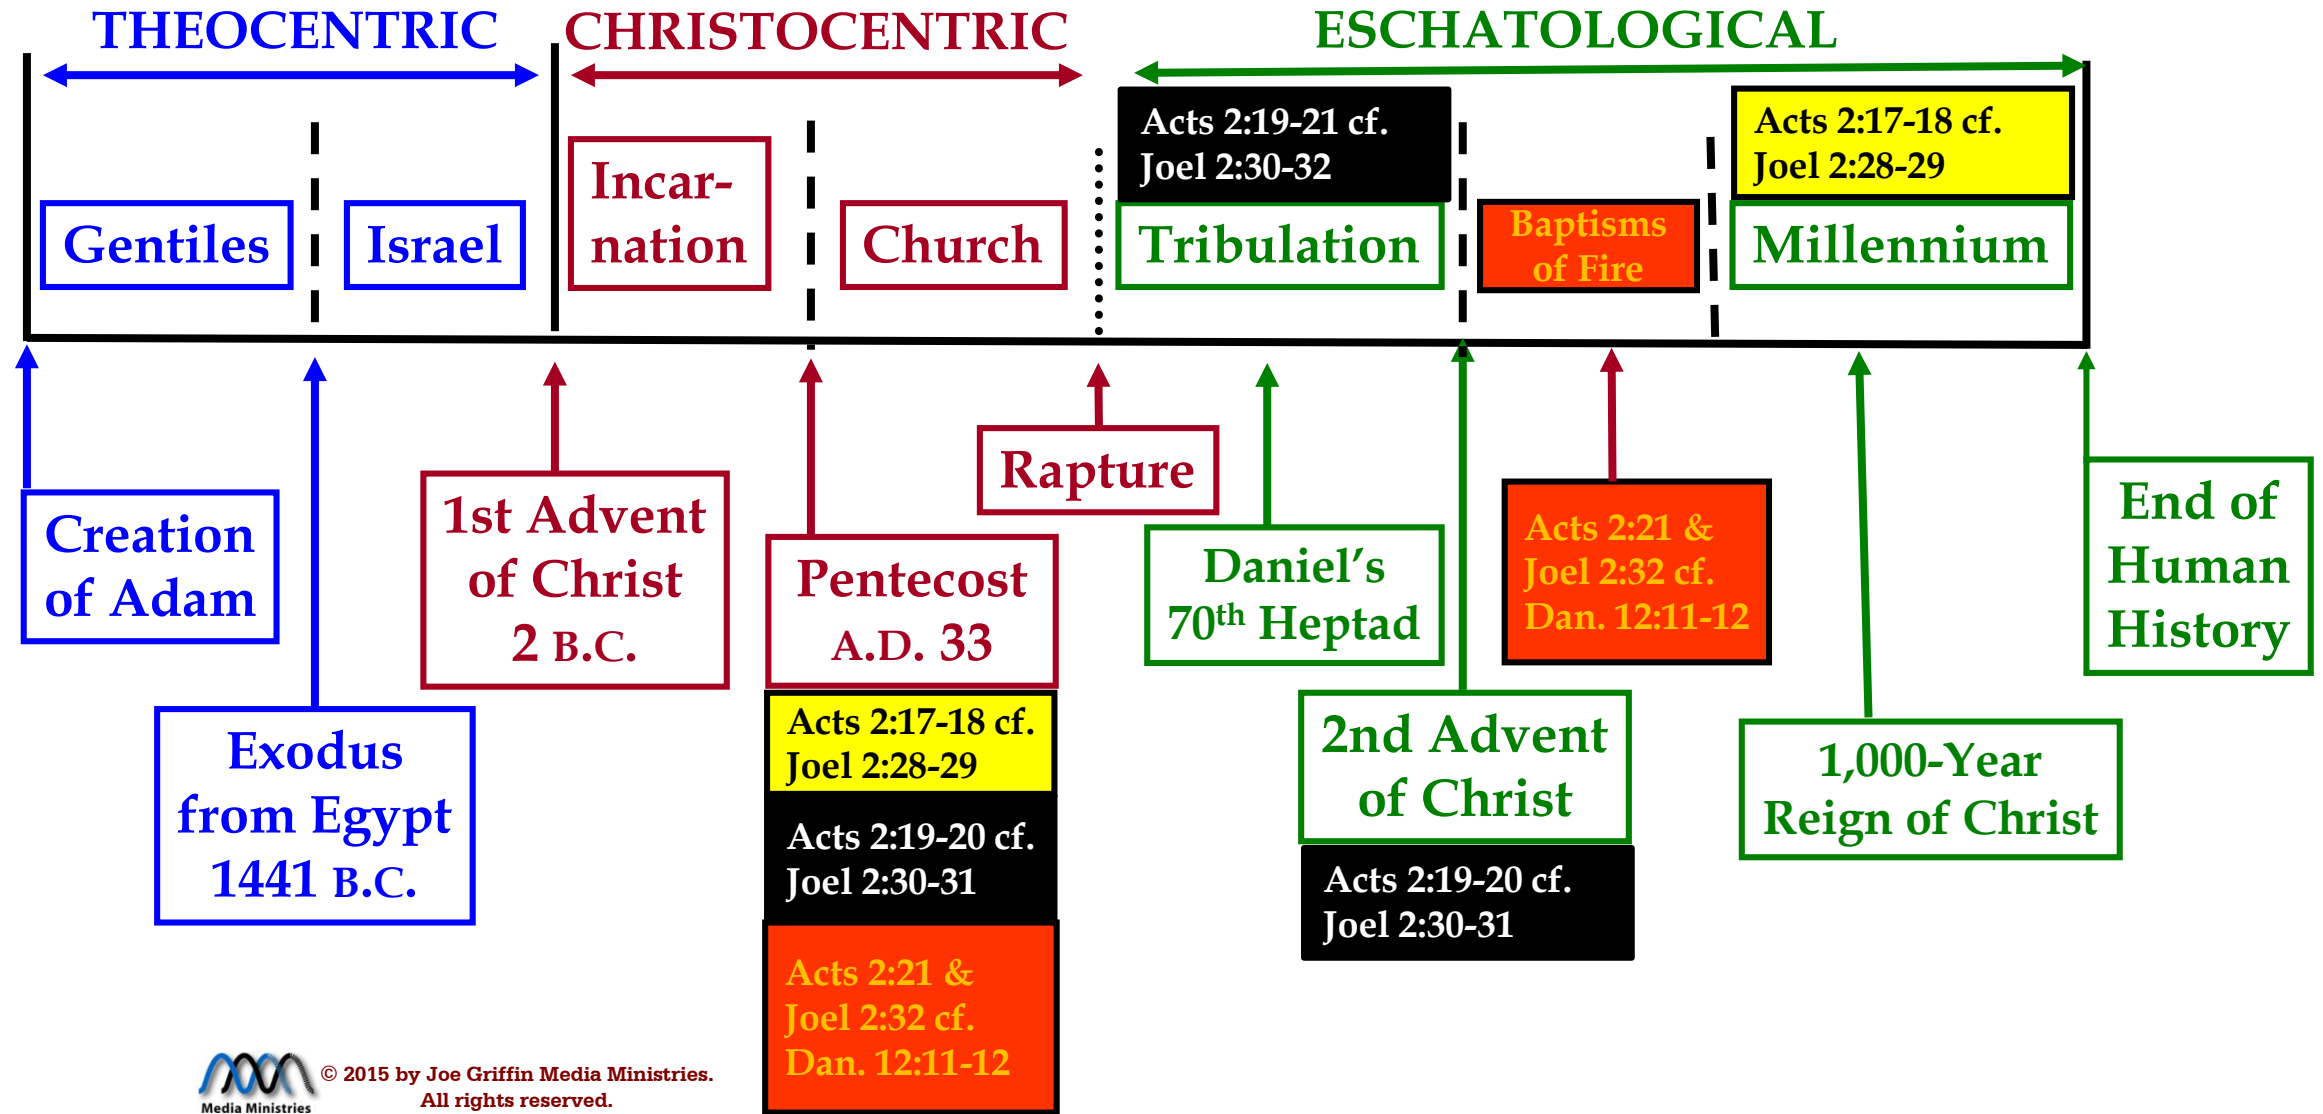 THEOCENTRIC
CHRISTOCENTRIC
ESCHATOLOGICAL
Gentiles
Israel
Incar-
nation
Church
Acts 2:19-21 cf.
Joel 2:30-32
Tribulation
Baptisms
of Fire
Acts 2:17-18 cf.
Joel 2:28-29
Millennium
Creation
of Adam
Exodus
from Egypt
1441 B.C.
1st Advent
of Christ
2 B.C.
Pentecost
A.D. 33
Acts 2:17-18 cf.
Joel 2:28-29
Acts 2:19-20 cf.
Joel 2:30-31
Acts 2:21 &
Joel 2:32 cf.
Dan. 12:11-12
Rapture
Daniel’s
70th Heptad
2nd Advent
of Christ
Acts 2:19-20 cf.
Joel 2:30-31
Acts 2:21 &
Joel 2:32 cf.
Dan. 12:11-12
1,000-Year
Reign of Christ
End of
Human
History
Media Ministries
© 2015 by Joe Griffin Media Ministries.
All rights reserved.